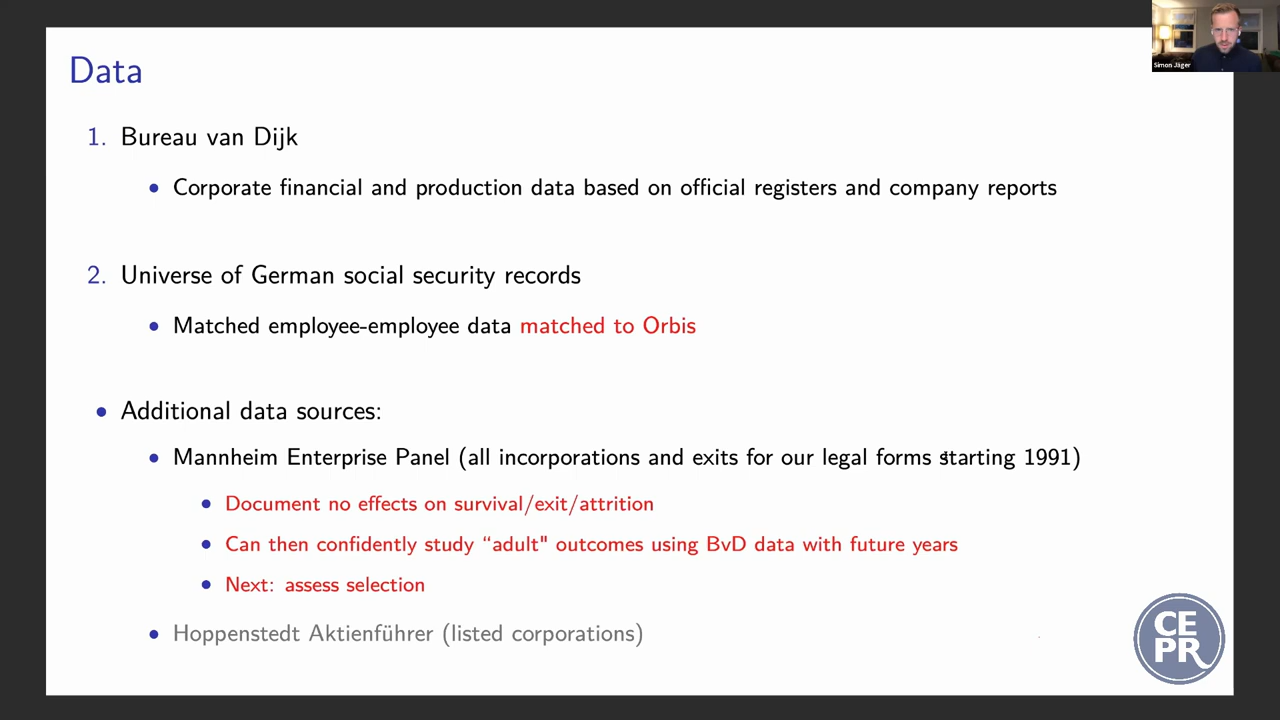 Data
Simon Jäger
1. Bureau van Dijk
• Corporate financial and production data based on official registers and company reports
2. Universe of German social security records
• Matched employee-employee data matched to Orbis
• Additional data sources:
• Mannheim Enterprise Panel (all incorporations and exits for our legal forms starting 1991)
• Document no effects on survival/exit/attrition
• Can then confidently study “adult" outcomes using BvD data with future years
• Next: assess selection
• Hoppenstedt Aktienführer (listed corporations)
CE
PR